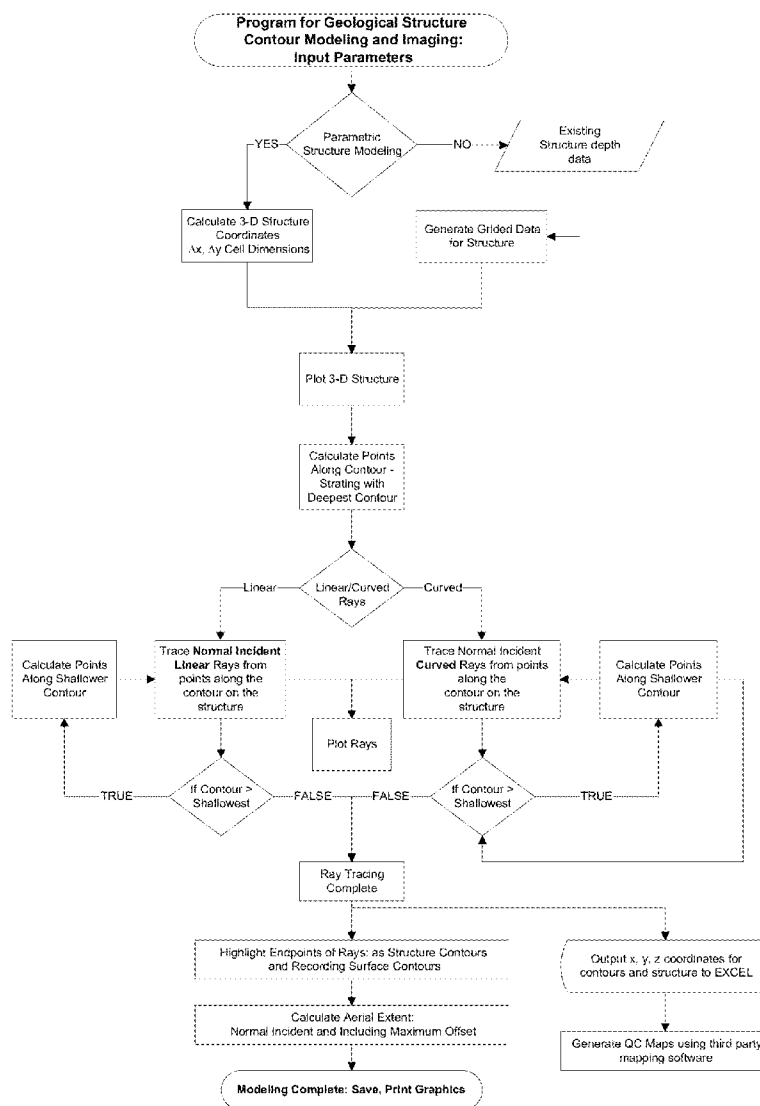 Program for Geological Structure
Contour Modeling and Imaging:
Input Parameters
Parametric
Structure Modeling
YES
NO
Existing
Structure depth
data
Calculate 3-D Structure
Coordinates
Δx, Δy Cell Dimensions
Generate Grided Data
for Structure
Plot 3-D Structure
Calculate Points
Along Contour -
Strating with
Deepest Contour
Linear
Linear/Curved
Rays
Curved
Calculate Points
Along Shallower
Contour
Trace Normal Incident
Linear Rays from
points along the
contour on the
structure
Trace Normal Incident
Curved Rays from points
along the
contour on the
structure
Calculate Points
Along Shallower
Contour
Plot Rays
TRUE
If Contour >
Shallowest
FALSE
FALSE
If Contour >
Shallowest
TRUE
Ray Tracing
Complete
Highlight Endpoints of Rays: as Structure Contours
and Recording Surface Contours
Output x, y, z coordinates for
contours and structure to EXCEL
Calculate Aerial Extent:
Normal Incident and Including Maximum Offset
Generate QC Maps using third party
mapping software
Modeling Complete: Save, Print Graphics